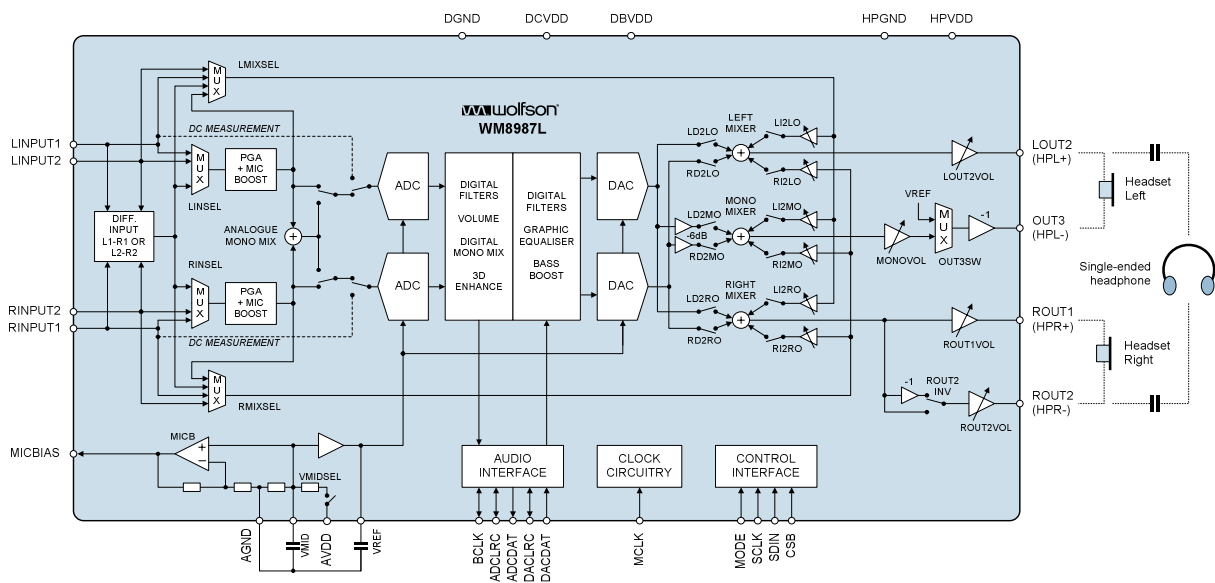 DGND
DCVDD
DBVDD
HPGND
HPVDD
LMIXSEL
MUX
wolfson
WM8987L
LINPUT1
LINPUT2
DC MEASUREMENT
MUX
PGA
+ MIC
BOOST
LINSEL
DIFF.
INPUT
L1-R1 OR
L2-R2
ANALOGUE
MONO MIX
RINSEL
MUX
PGA
+ MIC
BOOST
RINPUT2
RINPUT1
DC MEASUREMENT
MUX
RMIXSEL
ADC
ADC
DIGITAL
FILTERS
VOLUME
DIGITAL
MONO MIX
3D
ENHANCE
DIGITAL
FILTERS
GRAPHIC
EQUALISER
BASS
BOOST
DAC
DAC
LEFT
MIXER
LD2LO
RD2LO
LI2LO
RI2LO
MONO
MIXER
LD2MO
-6dB
RD2MO
LI2MO
RI2MO
RIGHT
MIXER
LD2RO
RD2RO
LI2RO
RI2RO
LOUT2VOL
VREF
MUX
-1
MONOVOL
OUT3SW
ROUT1VOL
-1
ROUT2
INV
ROUT2VOL
LOUT2
(HPL+)
OUT3
(HPL-)
ROUT1
(HPR+)
ROUT2
(HPR-)
Headset
Left
Single-ended
headphone
Headset
Right
MICBIAS
MICB
+
−
VMIDSEL
AUDIO
INTERFACE
CLOCK
CIRCUITRY
CONTROL
INTERFACE
AGND
VMID
AVDD
VREF
BCLK
ADCLRC
ADCDAT
DACLRC
DACDAT
MCLK
MODE
SCLK
SDIN
CSB